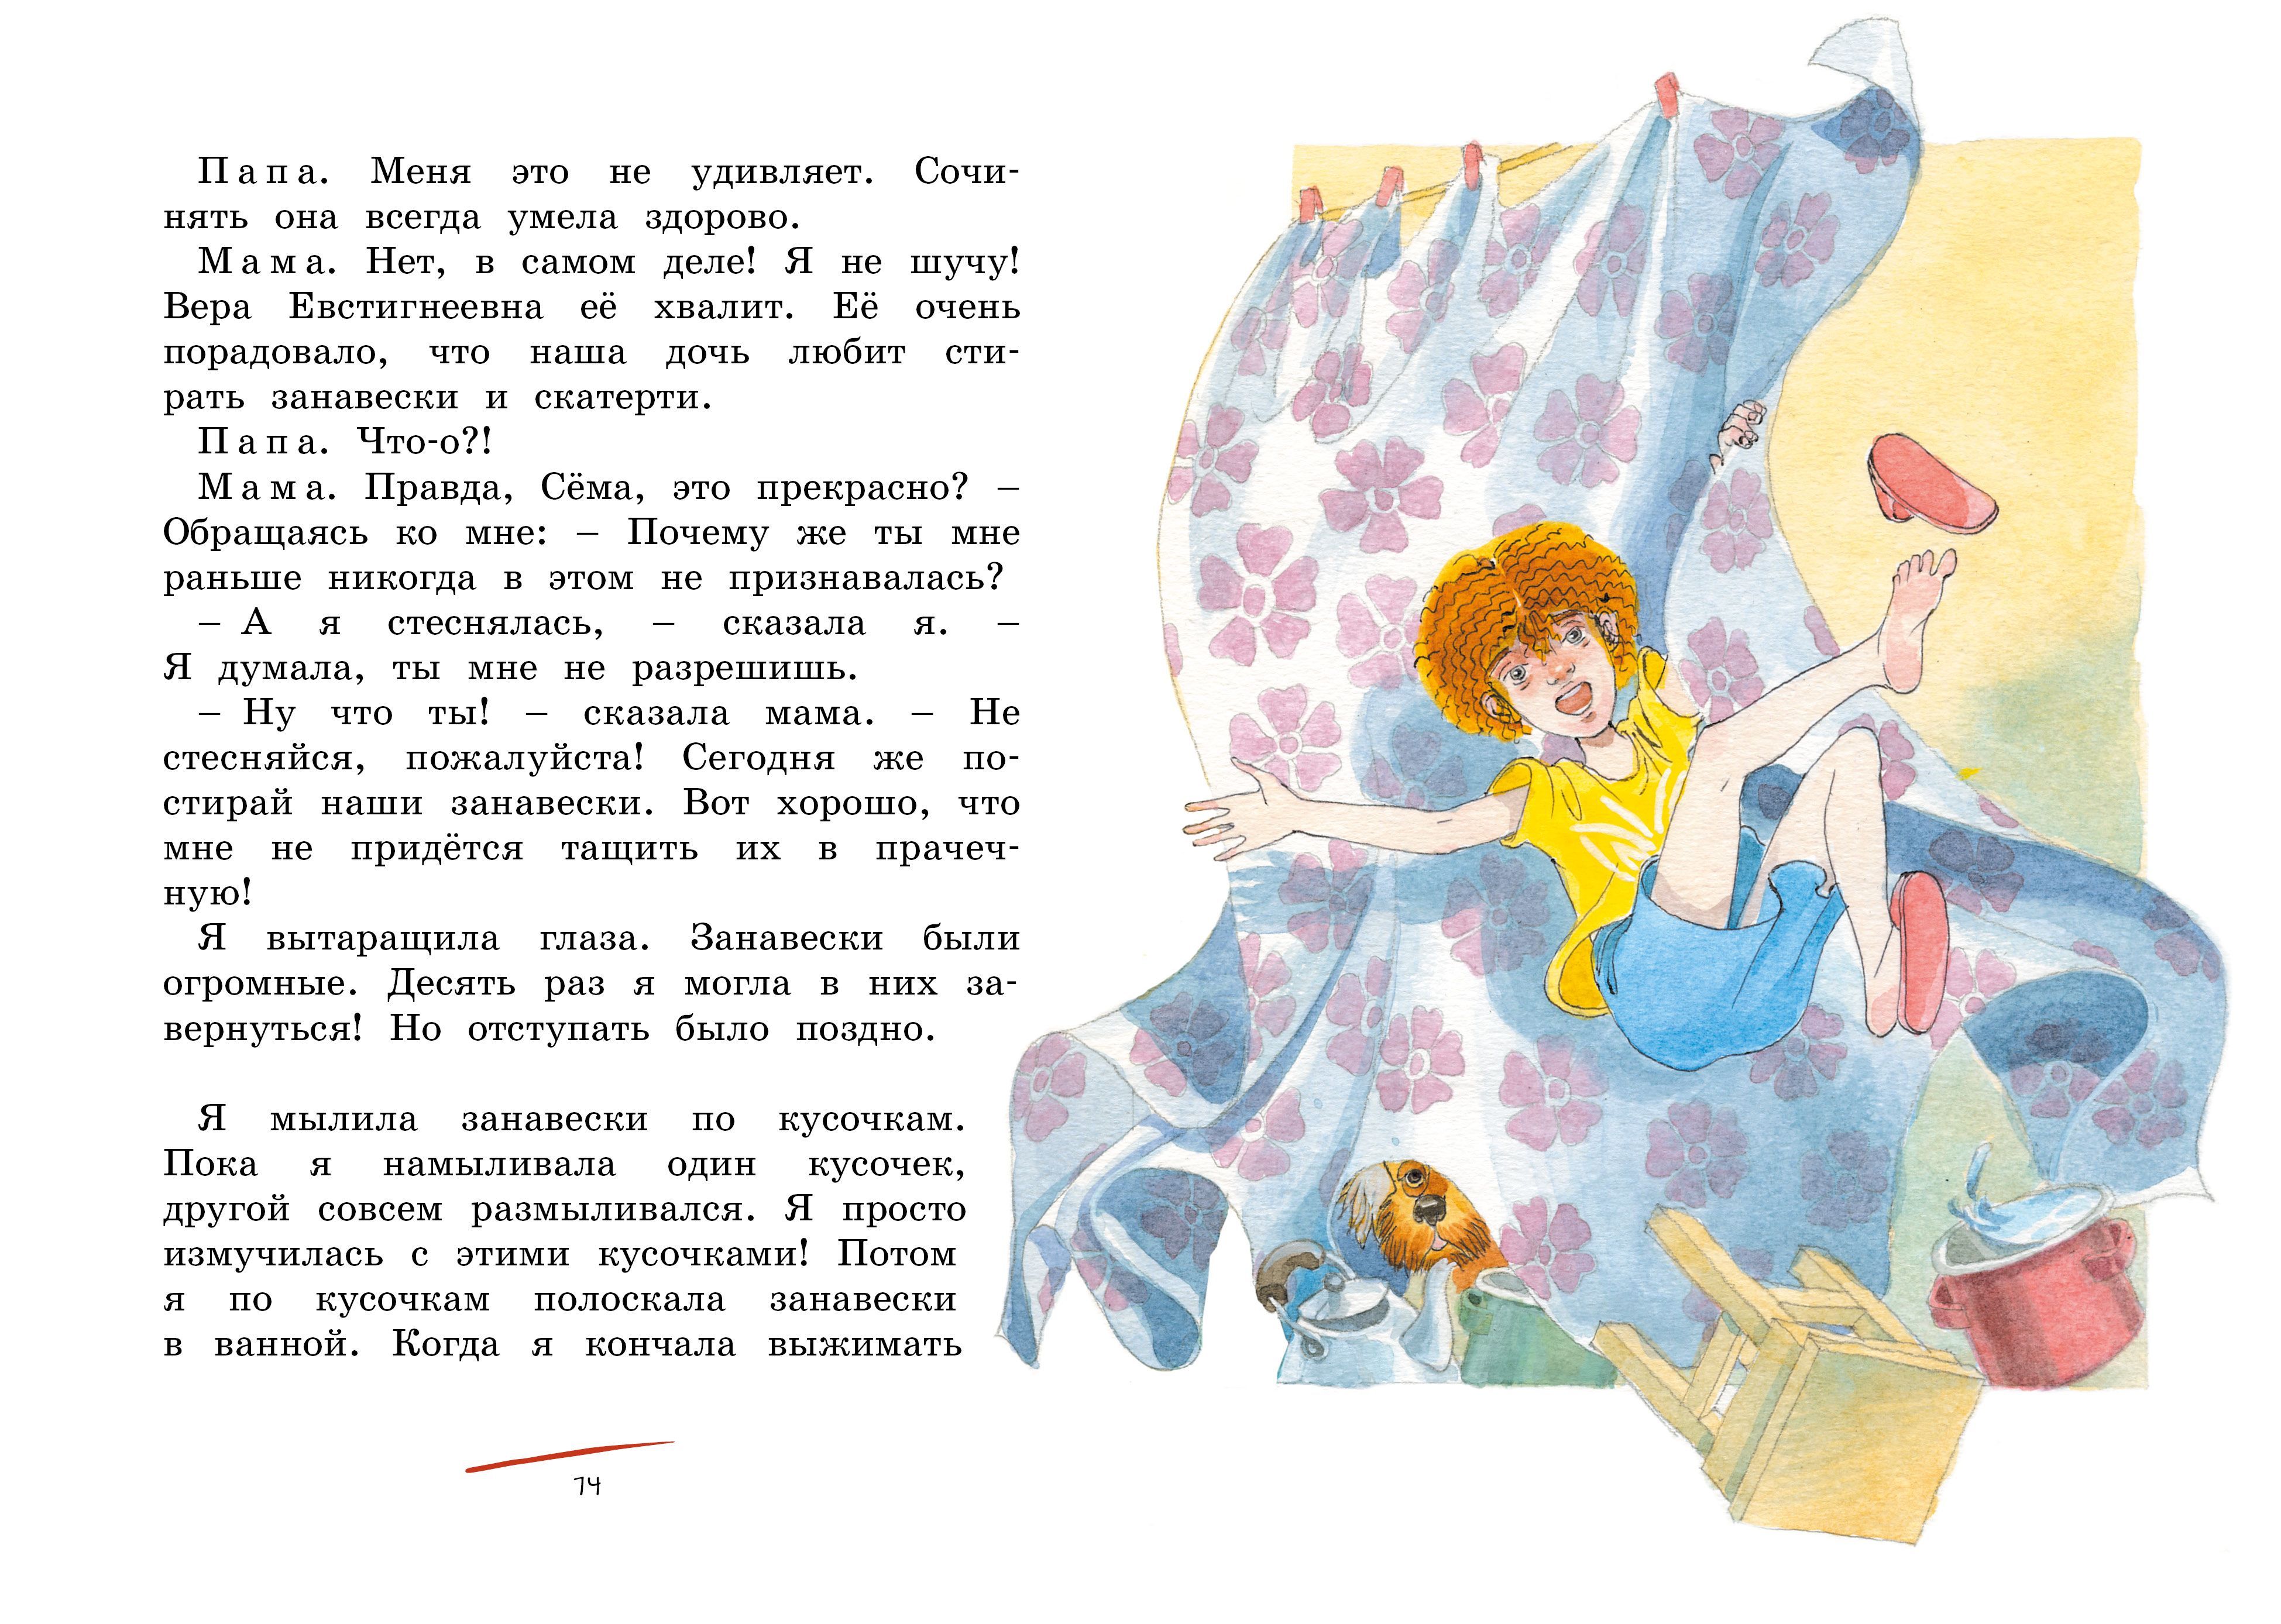 Папа. Меня это не удивляет. Сочи-
нять она всегда умела здорово.
Мама. Нет, в самом деле! Я не шучу!
Вера Евстигнеевна её хвалит. Её очень
порадовало, что наша дочь любит сти-
рать занавески и скатерти.
Папа. Что-о?!
Мама. Правда, Сёма, это прекрасно? –
Обращаясь ко мне: – Почему же ты мне
раньше никогда в этом не признавалась?
– А я стеснялась, – сказала я. –
Я думала, ты мне не разрешишь.
– Ну что ты! – сказала мама. – Не
стесняйся, пожалуйста! Сегодня же по-
стирай наши занавески. Вот хорошо, что
мне не придётся тащить их в прачеч-
ную!
Я вытаращила глаза. Занавески были
огромные. Десять раз я могла в них за-
вернуться! Но отступать было поздно.
Я мылила занавески по кусочкам.
Пока я намыливала один кусочек,
другой совсем размыливался. Я просто
измучилась с этими кусочками! Потом
я по кусочкам полоскала занавески
в ванной. Когда я кончала выжимать
74